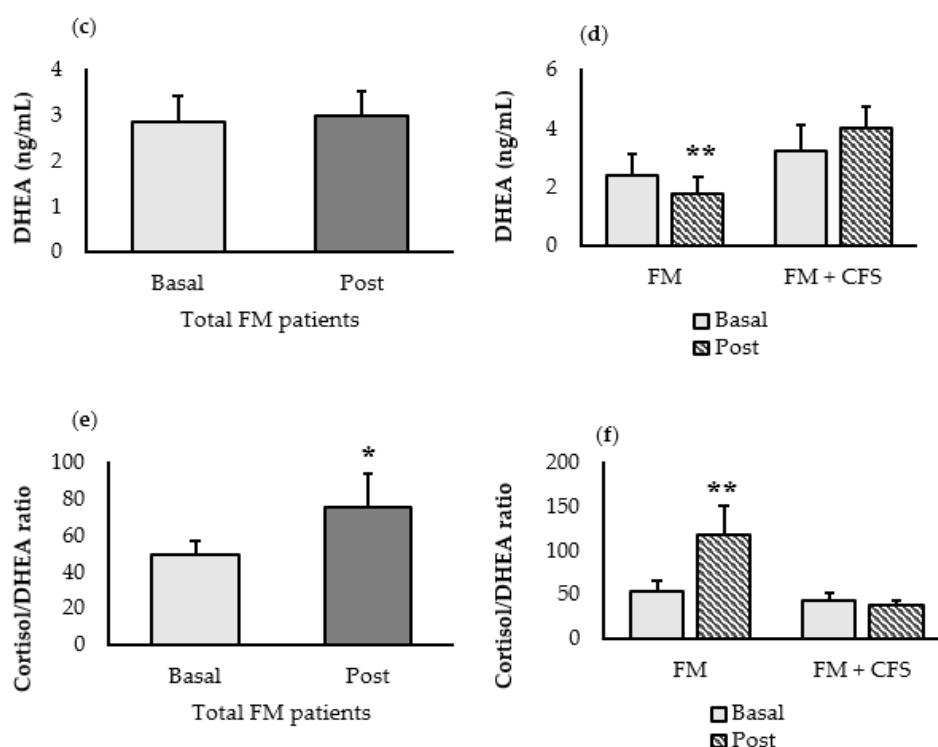 (c)
DHEA (ng/mL)
4
3
2
1
0
Basal Post
Total FM patients
(d)
DHEA (ng/mL)
6
4
2
0
**
FM FM + CFS
Basal
Post
(e)
Cortisol/DHEA ratio
100
80
60
40
20
0
*
Basal Post
Total FM patients
(f)
Cortisol/DHEA ratio
200
150
100
50
0
**
FM FM + CFS
Basal
Post